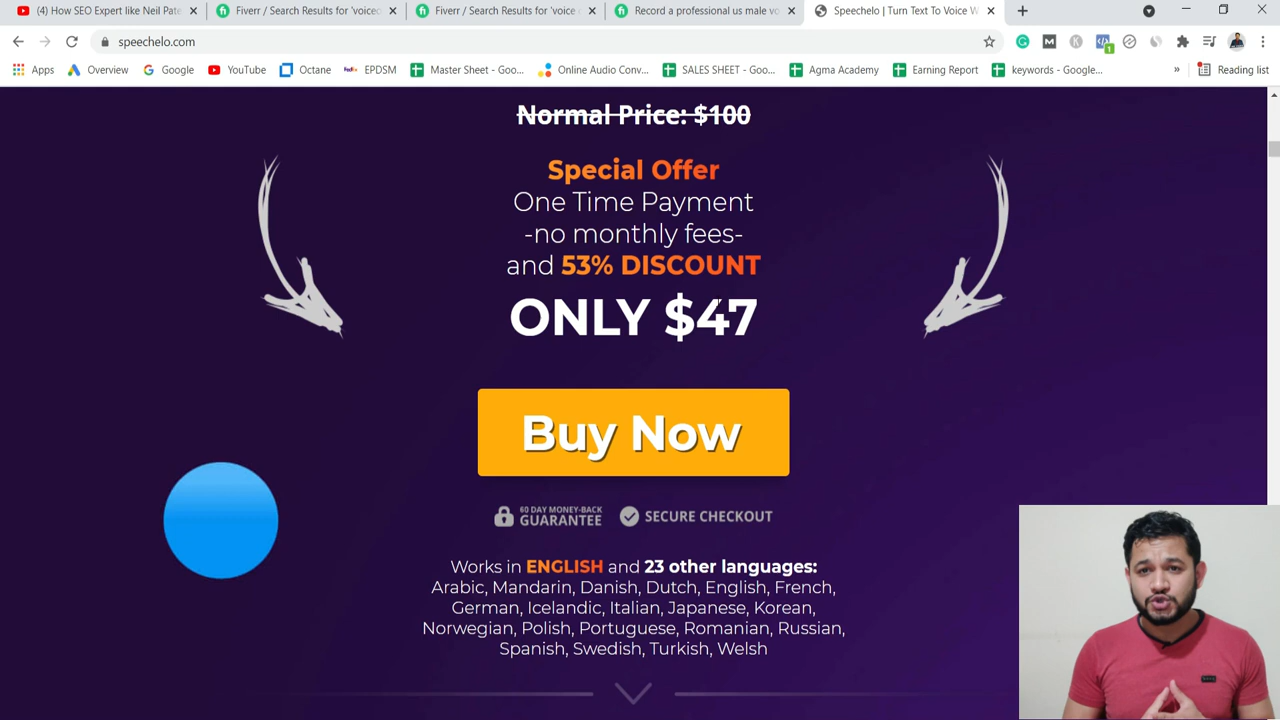 (4) How SEO Expert like Neil Pate
Fiverr / Search Results for 'voiceo
Fiverr / Search Results for 'voice
Record a professional us male vo
Speechelo | Turn Text To Voice W
speechelo.com
1
Apps
Overview
Google
YouTube
Octane
EPDSM
Master Sheet - Goo...
Online Audio Conv...
SALES SHEET - Goo...
Agma Academy
Earning Report
keywords - Google...
»
Reading list
Normal Price: $100
Special Offer
One Time Payment
-no monthly fees-
and 53% DISCOUNT
ONLY $47
Buy Now
60 DAY MONEY-BACK
GUARANTEE
SECURE CHECKOUT
Works in ENGLISH and 23 other languages:
Arabic, Mandarin, Danish, Dutch, English, French,
German, Icelandic, Italian, Japanese, Korean,
Norwegian, Polish, Portuguese, Romanian, Russian,
Spanish, Swedish, Turkish, Welsh